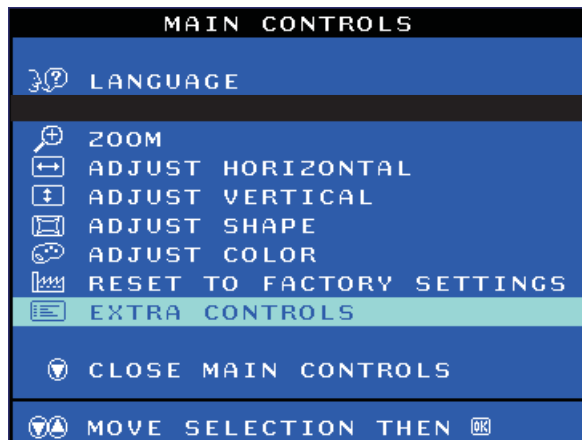 MAIN CONTROLS
LANGUAGE
ZOOM
ADJUST HORIZONTAL
ADJUST VERTICAL
ADJUST SHAPE
ADJUST COLOR
RESET TO FACTORY SETTINGS
EXTRA CONTROLS
CLOSE MAIN CONTROLS
MOVE SELECTION THEN OK